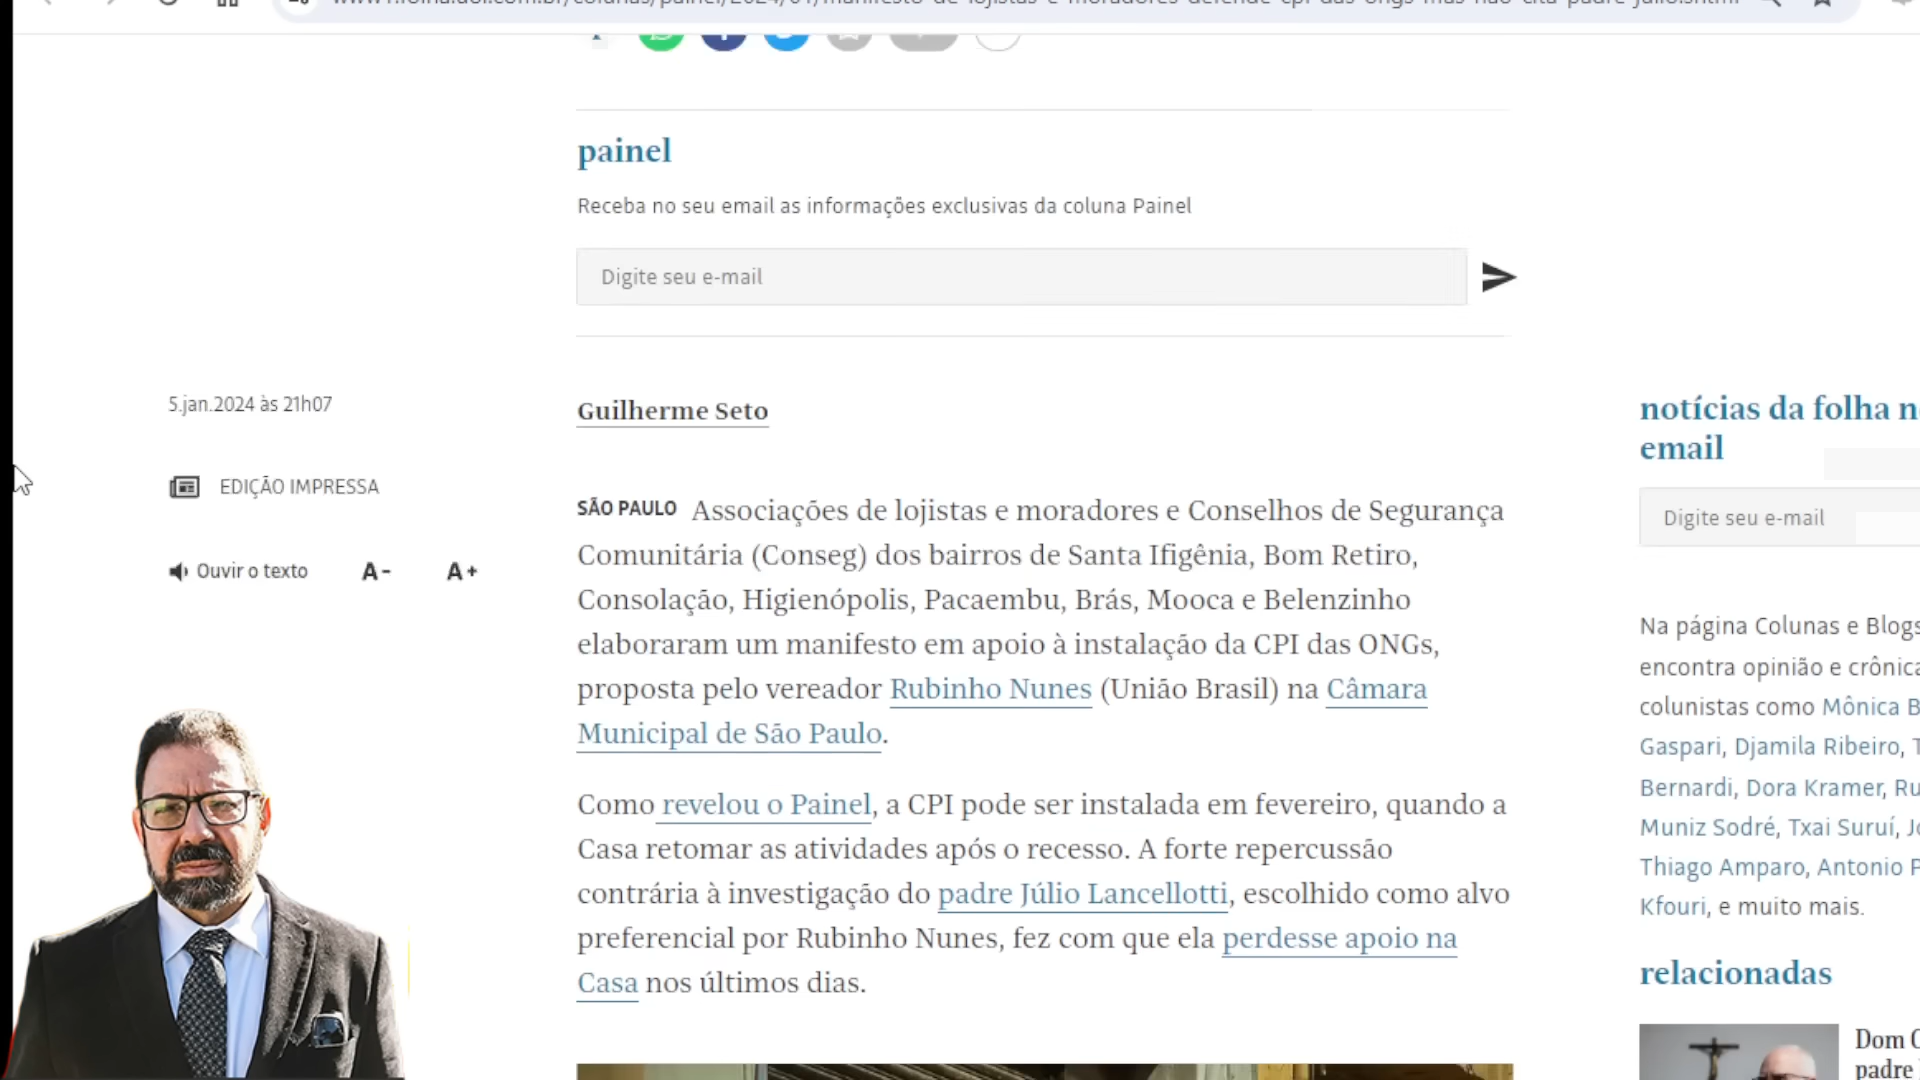 painel
Receba no seu email as informações exclusivas da coluna Painel
Digite seu e-mail
5.jan.2024 às 21h07
EDIÇÃO IMPRESSA
Ouvir o texto A- A+
Guilherme Seto
SÃO PAULO Associações de lojistas e moradores e Conselhos de Segurança
Comunitária (Conseg) dos bairros de Santa Ifigênia, Bom Retiro,
Consolação, Higienópolis, Pacaembu, Brás, Mooca e Belenzinho
elaboraram um manifesto em apoio à instalação da CPI das ONGs,
proposta pelo vereador Rubinho Nunes (União Brasil) na Câmara
Municipal de São Paulo.
Como revelou o Painel, a CPI pode ser instalada em fevereiro, quando a
Casa retomar as atividades após o recesso. A forte repercussão
contrária à investigação do padre Júlio Lancellotti, escolhido como alvo
preferencial por Rubinho Nunes, fez com que ela perdesse apoio na
Casa nos últimos dias.
notícias da folha
email
Digite seu e-mail
Na página Colunas e Blogs
encontra opinião e
colunistas como Mônica
Gaspari, Djamila Ribeiro,
Bernardi, Dora Kramer,
Muniz Sodré, Txai Suruí,
Thiago Amparo, Antonio
Kfouri, e muito mais.
relacionadas
Dom
padre